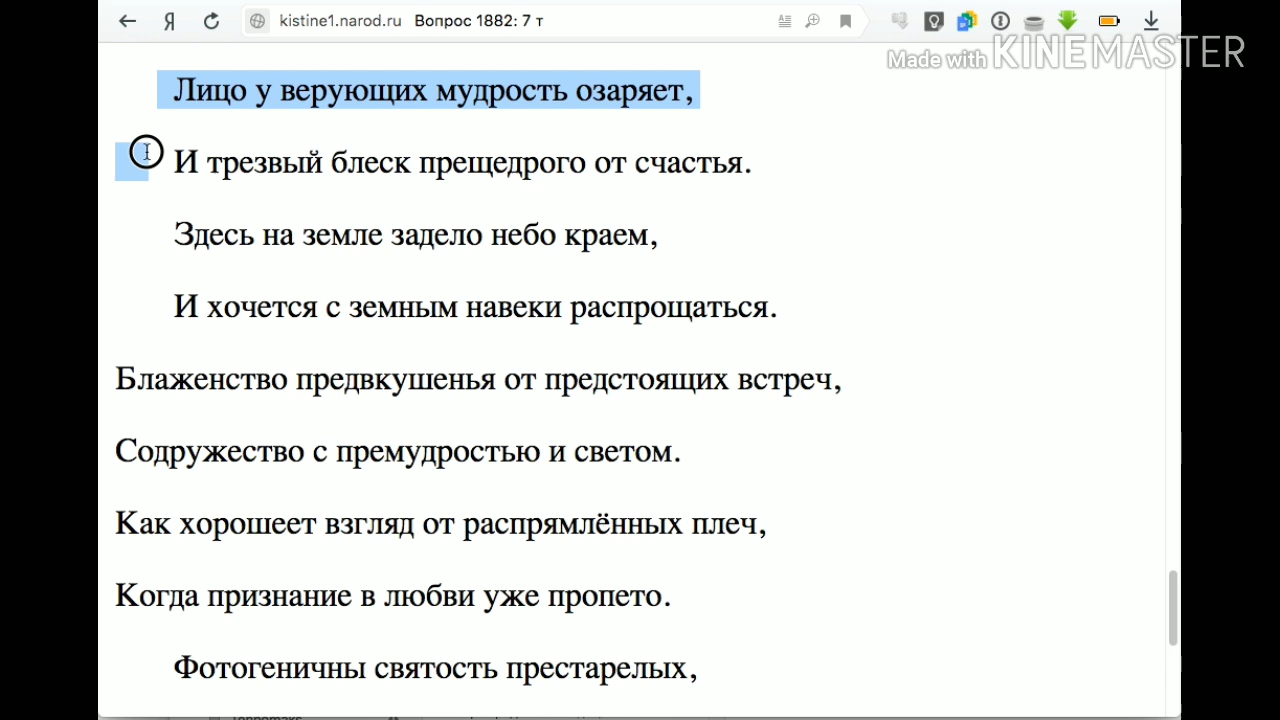 kistine1.narod.ru Вопрос 1882: 7 т
Made with KINEMASTER
Лицо у верующих мудрость озаряет,
И трезвый блеск прещедрого от счастья.
Здесь на земле задело небо краем,
И хочется с земным навеки распрощаться.
Блаженство предвкушенья от предстоящих встреч,
Содружество с премудростью и светом.
Как хорошеет взгляд от распрямлённых плеч,
Когда признание в любви уже пропето.
Фотогеничны святость престарелых,